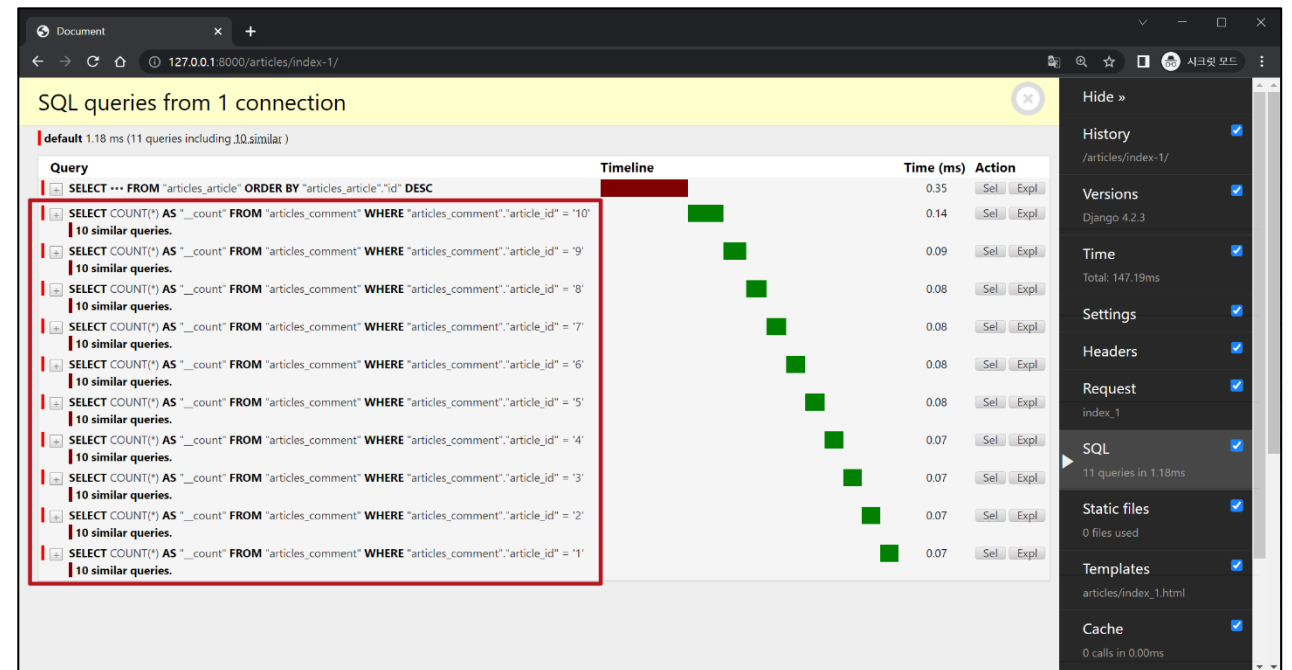 Document
127.0.0.1:8000/articles/index-1/
시크릿 모드
SQL queries from 1 connection
default 1.18 ms (11 queries including 10 similar )
Query Timeline Time (ms) Action
SELECT ••• FROM "articles_article" ORDER BY "articles_article"."id" DESC 0.35 Sel Expl
SELECT COUNT(*) AS "__count" FROM "articles_comment" WHERE "articles_comment"."article_id" = '10' 0.14 Sel Expl
10 similar queries.
SELECT COUNT(*) AS "__count" FROM "articles_comment" WHERE "articles_comment"."article_id" = '9' 0.09 Sel Expl
10 similar queries.
SELECT COUNT(*) AS "__count" FROM "articles_comment" WHERE "articles_comment"."article_id" = '8' 0.08 Sel Expl
10 similar queries.
SELECT COUNT(*) AS "__count" FROM "articles_comment" WHERE "articles_comment"."article_id" = '7' 0.08 Sel Expl
10 similar queries.
SELECT COUNT(*) AS "__count" FROM "articles_comment" WHERE "articles_comment"."article_id" = '6' 0.08 Sel Expl
10 similar queries.
SELECT COUNT(*) AS "__count" FROM "articles_comment" WHERE "articles_comment"."article_id" = '5' 0.08 Sel Expl
10 similar queries.
SELECT COUNT(*) AS "__count" FROM "articles_comment" WHERE "articles_comment"."article_id" = '4' 0.07 Sel Expl
10 similar queries.
SELECT COUNT(*) AS "__count" FROM "articles_comment" WHERE "articles_comment"."article_id" = '3' 0.07 Sel Expl
10 similar queries.
SELECT COUNT(*) AS "__count" FROM "articles_comment" WHERE "articles_comment"."article_id" = '2' 0.07 Sel Expl
10 similar queries.
SELECT COUNT(*) AS "__count" FROM "articles_comment" WHERE "articles_comment"."article_id" = '1' 0.07 Sel Expl
10 similar queries.
Hide »
History
/articles/index-1/
Versions
Django 4.2.3
Time
Total: 147.19ms
Settings
Headers
Request
index_1
SQL
11 queries in 1.18ms
Static files
0 files used
Templates
articles/index_1.html
Cache
0 calls in 0.00ms